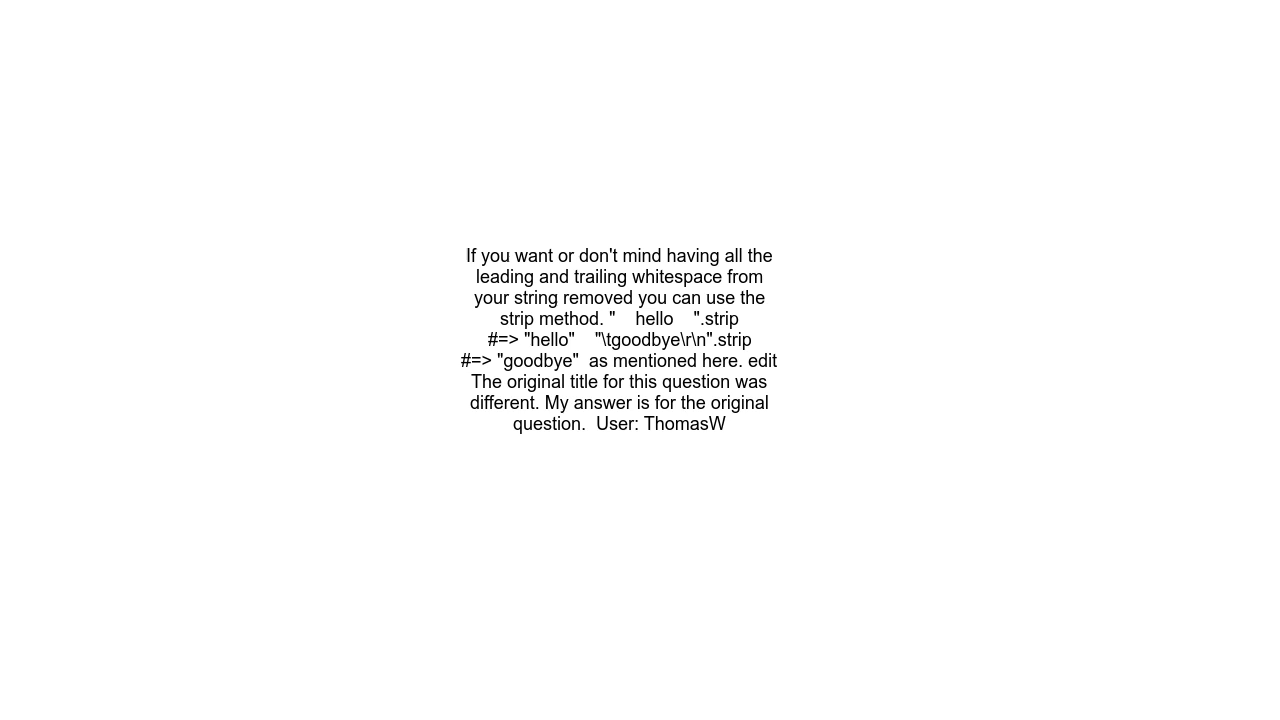 If you want or don't mind having all the
leading and trailing whitespace from
your string removed you can use the
strip method. "    hello    ".strip
#=> "hello"    "\tgoodbye\r\n".strip
#=> "goodbye"  as mentioned here. edit
The original title for this question was
different. My answer is for the original
question.  User: ThomasW